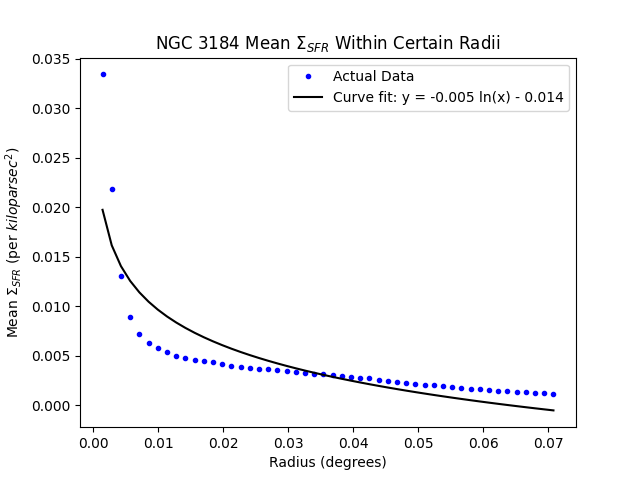 NGC 3184 Mean Σ_SFR Within Certain Radii
Actual Data
Curve fit: y = -0.005 ln(x) - 0.014
Mean Σ_SFR (per kiloparsec²)
0.035
0.030
0.025
0.020
0.015
0.010
0.005
0.000
0.00 0.01 0.02 0.03 0.04 0.05 0.06 0.07
Radius (degrees)